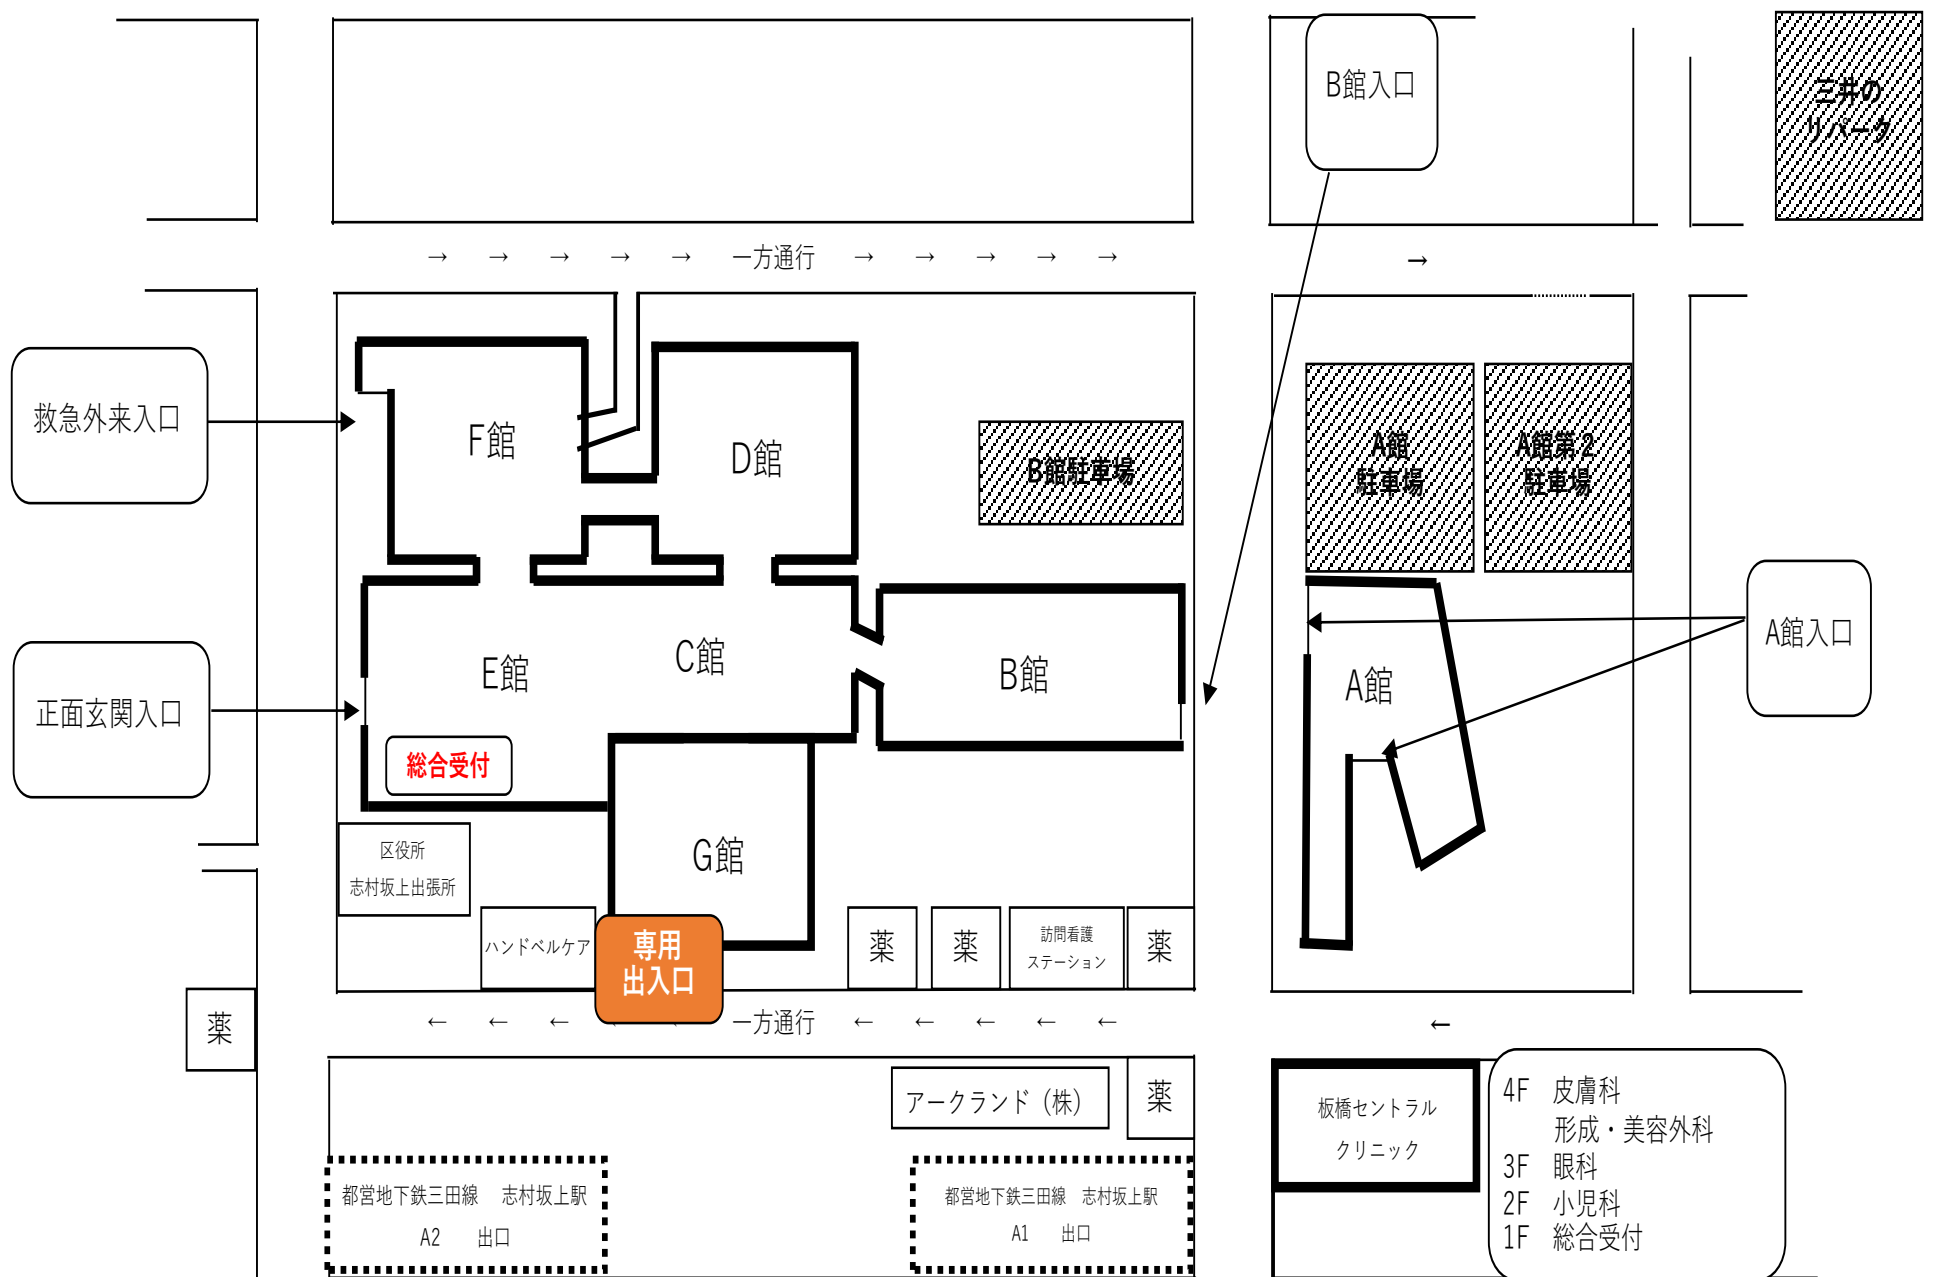 B館入口
三井の
リパーク
→ → → → → 一方通行 → → → → →
→
救急外来入口
F館
D館
B館駐車場
A館
駐車場
A館第2
駐車場
A館入口
正面玄関入口
E館
C館
B館
A館
総合受付
区役所
志村坂上出張所
G館
ハンドベルケア
専用
出入口
薬
薬
訪問看護
ステーション
薬
薬
← ← ← ← ← 一方通行 ← ← ← ← ←
←
アークランド（株）
薬
板橋セントラル
クリニック
4F 皮膚科
形成・美容外科
3F 眼科
2F 小児科
1F 総合受付
都営地下鉄三田線 志村坂上駅
A2 出口
都営地下鉄三田線 志村坂上駅
A1 出口